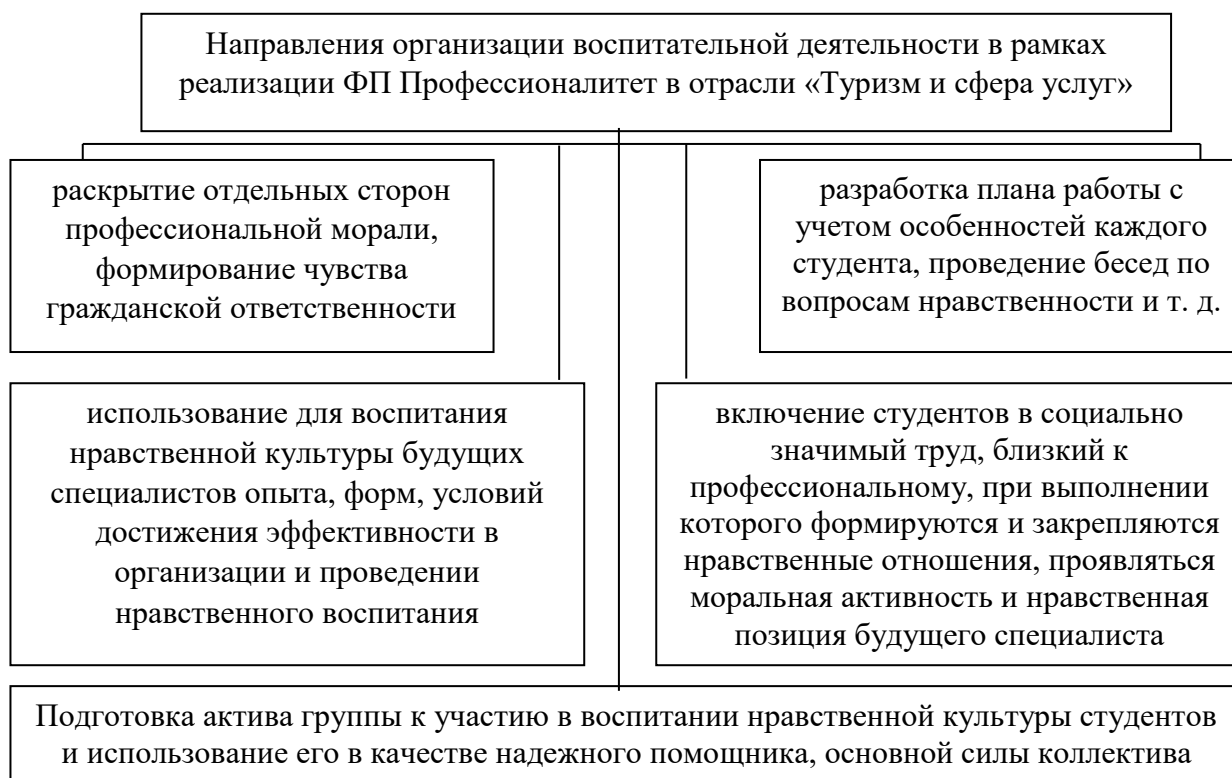 Направления организации воспитательной деятельности в рамках
реализации ФП Профессионалитет в отрасли «Туризм и сфера услуг»
раскрытие отдельных сторон
профессиональной морали,
формирование чувства
гражданской ответственности
разработка плана работы с
учетом особенностей каждого
студента, проведение бесед по
вопросам нравственности и т. д.
использование для воспитания
нравственной культуры будущих
специалистов опыта, форм, условий
достижения эффективности в
организации и проведении
нравственного воспитания
включение студентов в социально
значимый труд, близкий к
профессиональному, при выполнении
которого формируются и закрепляются
нравственные отношения, проявляться
моральная активность и нравственная
позиция будущего специалиста
Подготовка актива группы к участию в воспитании нравственной культуры студентов
и использование его в качестве надежного помощника, основной силы коллектива